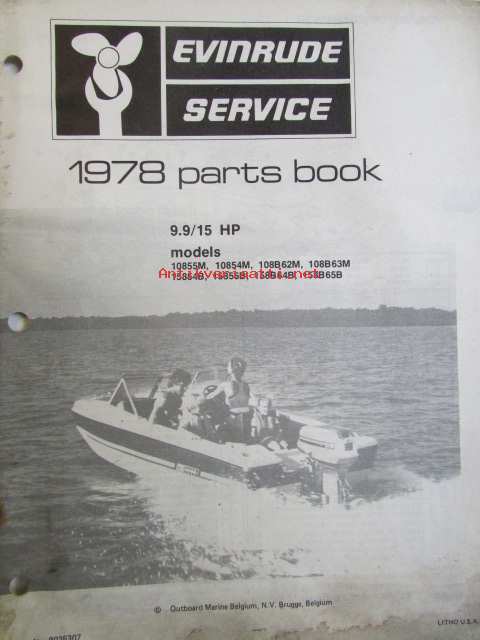 EVINRUDE
SERVICE
1978 parts book
9.9/15 HP
models
10855M, 10854M, 108B62M, 108B63M
© Outboard Marine Belgium, N.V. Brugge, Belgium
LITHO U.S.A.